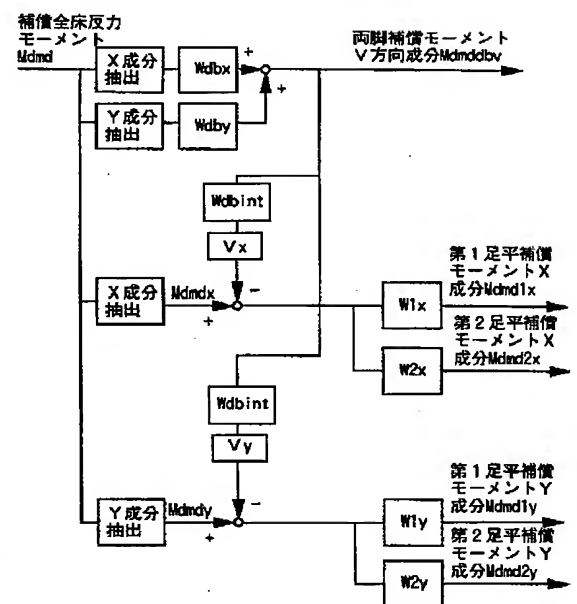 補償全床反力
モーメント
Mdmd
X成分
抽出
Wdbx
+
+
両脚補償モーメント
V方向成分Mdmddbv
Y成分
抽出
Wdby
Wdbint
Vx
X成分
抽出
Mdmdx
+
-
W1x
第1足平補償
モーメントX
成分Mdmd1x
W2x
第2足平補償
モーメントX
成分Mdmd2x
Wdbint
Vy
Y成分
抽出
Mdmdy
+
-
W1y
第1足平補償
モーメントY
成分Mdmd1y
W2y
第2足平補償
モーメントY
成分Mdmd2y